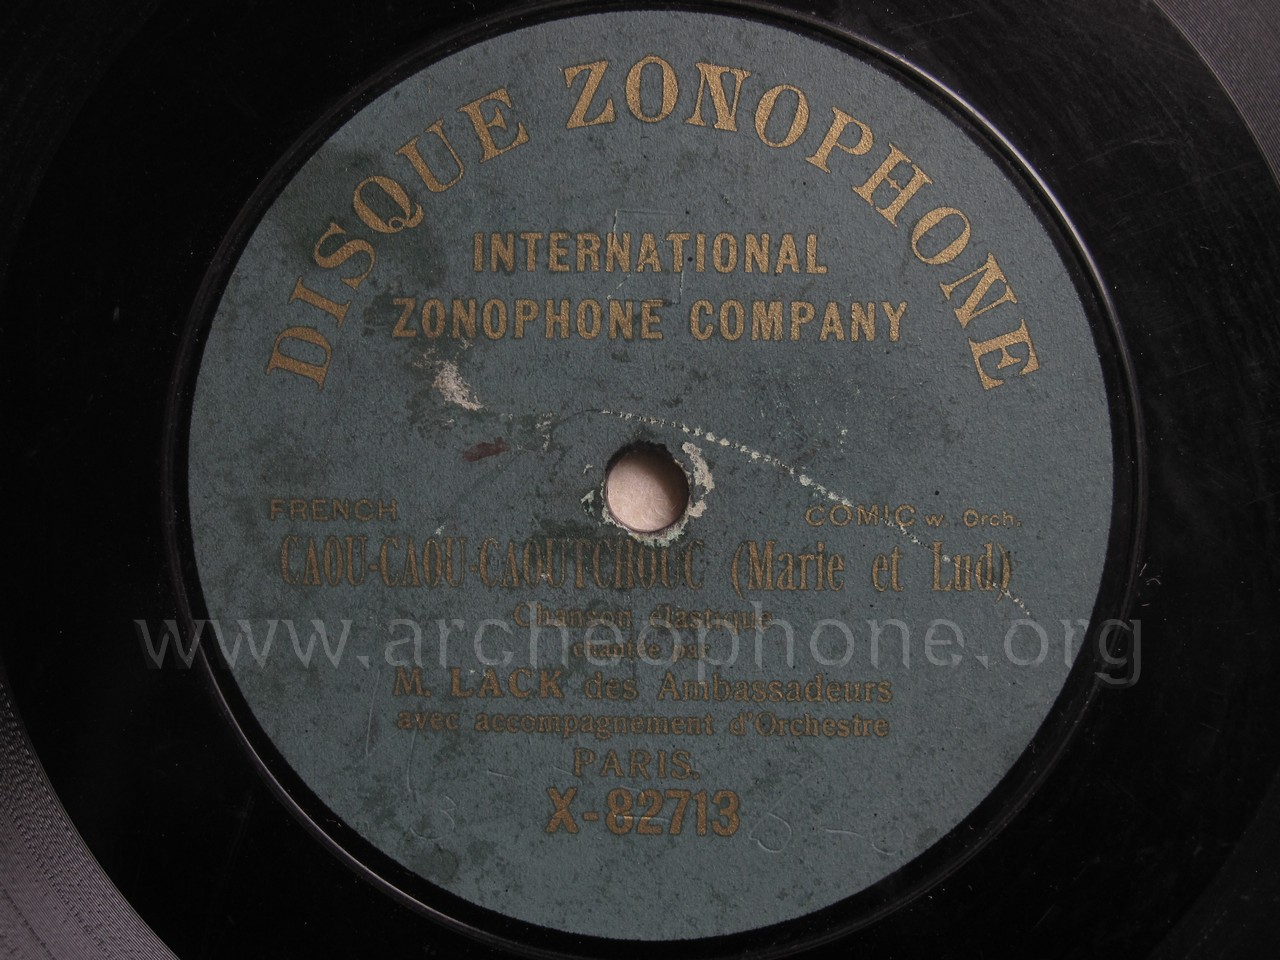 DISQUE ZONOPHONE
INTERNATIONAL
ZONOPHONE COMPANY
FRENCH COMIC w. Orch.
CAOU-CAOU-CAOUTCHOUC (Marie et Lud.)
Chanson élastique
www.archeophone.org
chantée par
M. LACK des Ambassadeurs
avec accompagnement d'Orchestre
PARIS.
X-82713